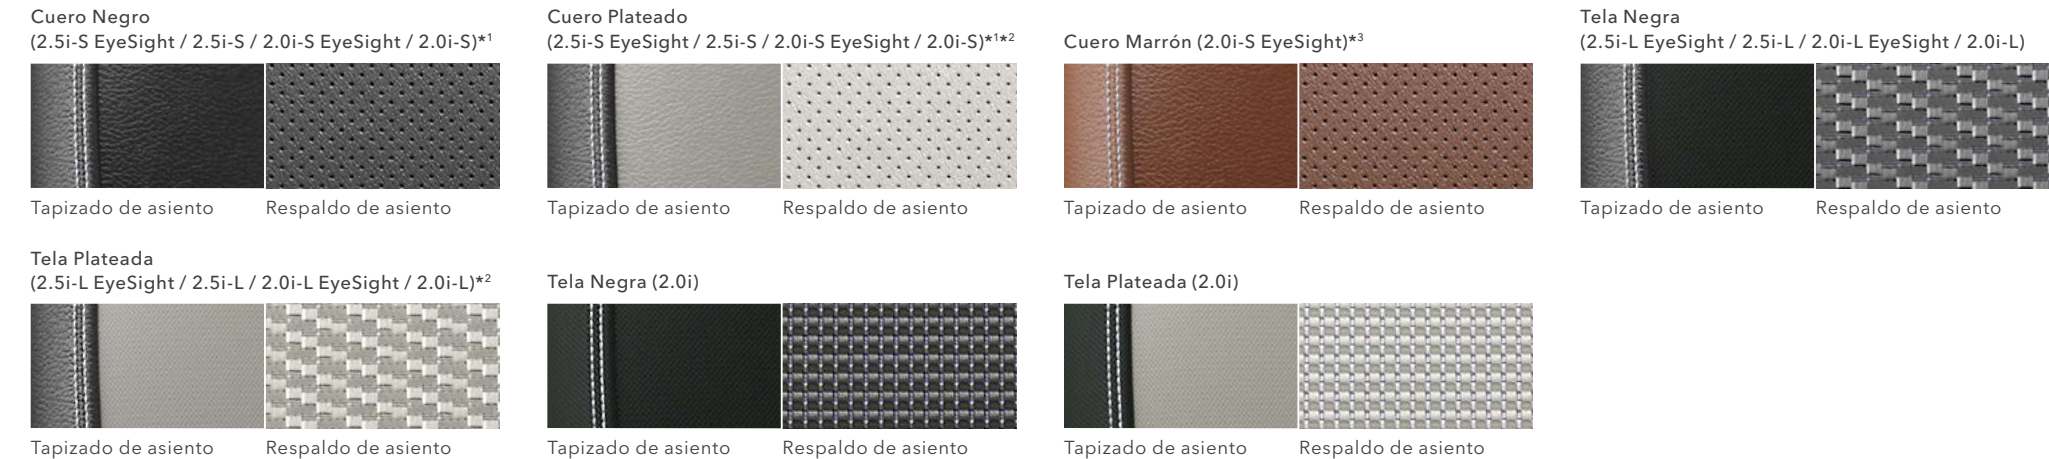 Cuero Negro
(2.5i-S EyeSight / 2.5i-S / 2.0i-S EyeSight / 2.0i-S)*1
Tapizado de asiento
Respaldo de asiento
Cuero Plateado
(2.5i-S EyeSight / 2.5i-S / 2.0i-S EyeSight / 2.0i-S)*1*2
Tapizado de asiento
Respaldo de asiento
Cuero Marrón (2.0i-S EyeSight)*3
Tapizado de asiento
Respaldo de asiento
Tela Negra
(2.5i-L EyeSight / 2.5i-L / 2.0i-L EyeSight / 2.0i-L)
Tapizado de asiento
Respaldo de asiento
Tela Plateada
(2.5i-L EyeSight / 2.5i-L / 2.0i-L EyeSight / 2.0i-L)*2
Tapizado de asiento
Respaldo de asiento
Tela Negra (2.0i)
Tapizado de asiento
Respaldo de asiento
Tela Plateada (2.0i)
Tapizado de asiento
Respaldo de asiento